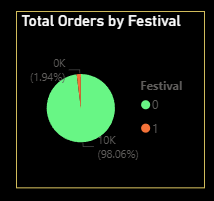 Total Orders by Festival
0K
(1.94%)
Festival
0
1
10K
(98.06%)